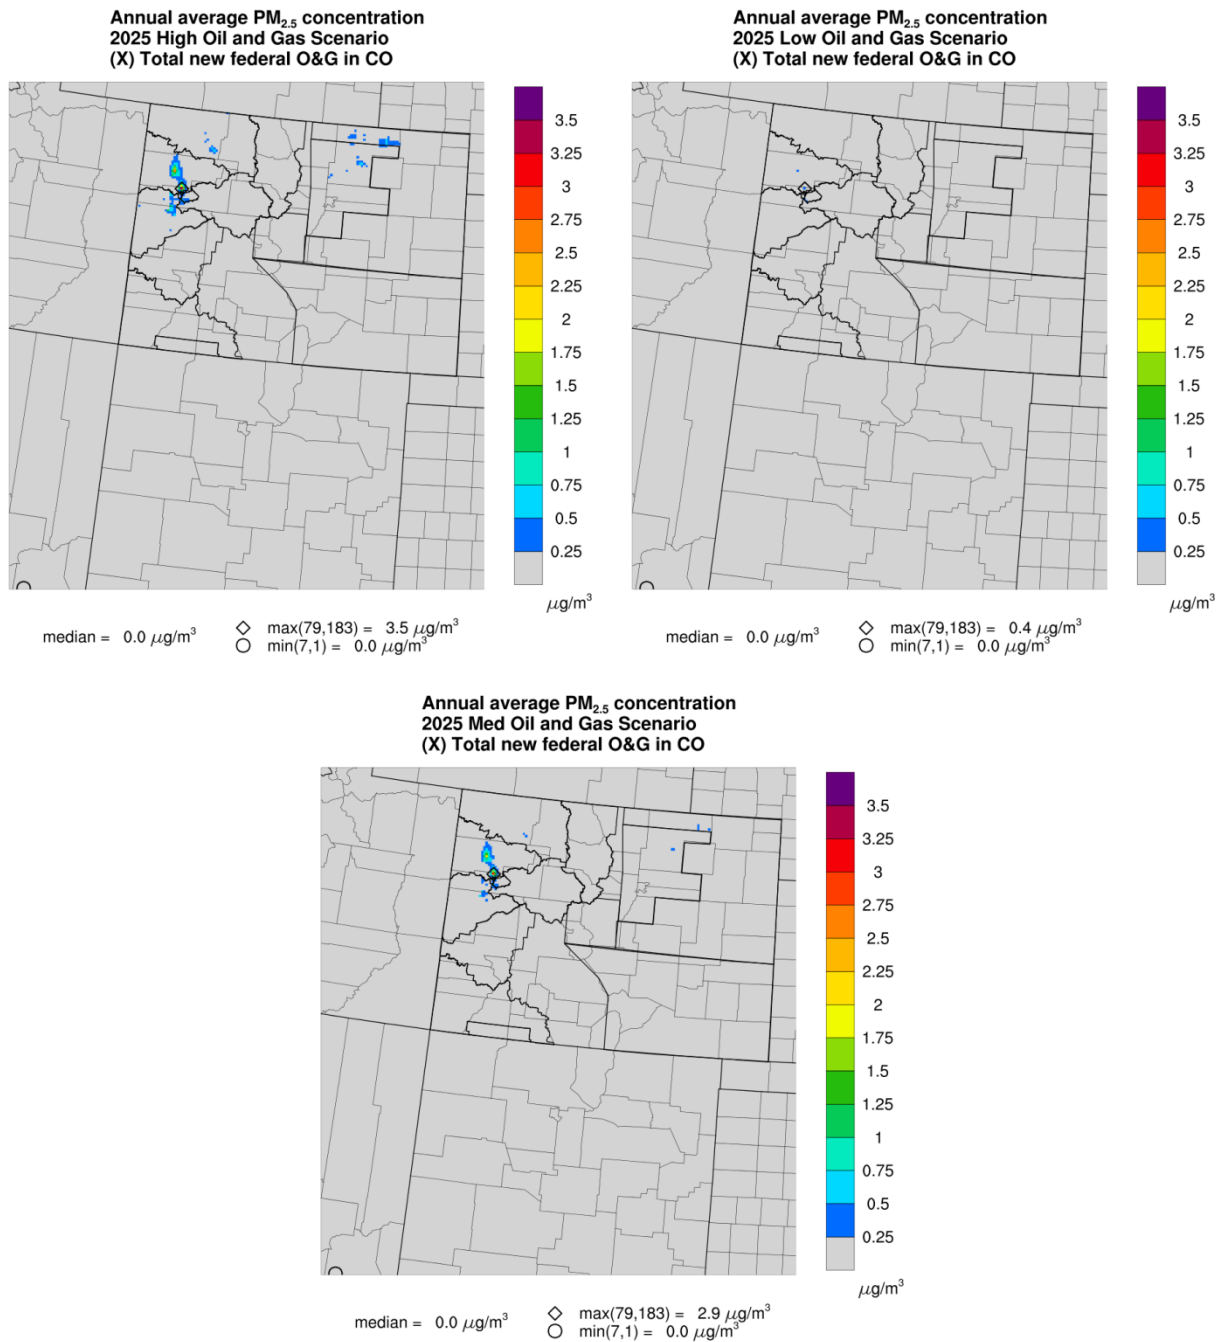 Annual average PM2.5 concentration
2025 High Oil and Gas Scenario
(X) Total new federal O&G in CO
3.5
3.25
3
2.75
2.5
2.25
2
1.75
1.5
1.25
1
0.75
0.5
0.25
μg/m³
median = 0.0 μg/m³
max(79,183) = 3.5 μg/m³
min(7,1) = 0.0 μg/m³
Annual average PM2.5 concentration
2025 Low Oil and Gas Scenario
(X) Total new federal O&G in CO
3.5
3.25
3
2.75
2.5
2.25
2
1.75
1.5
1.25
1
0.75
0.5
0.25
μg/m³
median = 0.0 μg/m³
max(79,183) = 0.4 μg/m³
min(7,1) = 0.0 μg/m³
Annual average PM2.5 concentration
2025 Med Oil and Gas Scenario
(X) Total new federal O&G in CO
3.5
3.25
3
2.75
2.5
2.25
2
1.75
1.5
1.25
1
0.75
0.5
0.25
μg/m³
median = 0.0 μg/m³
max(79,183) = 2.9 μg/m³
min(7,1) = 0.0 μg/m³